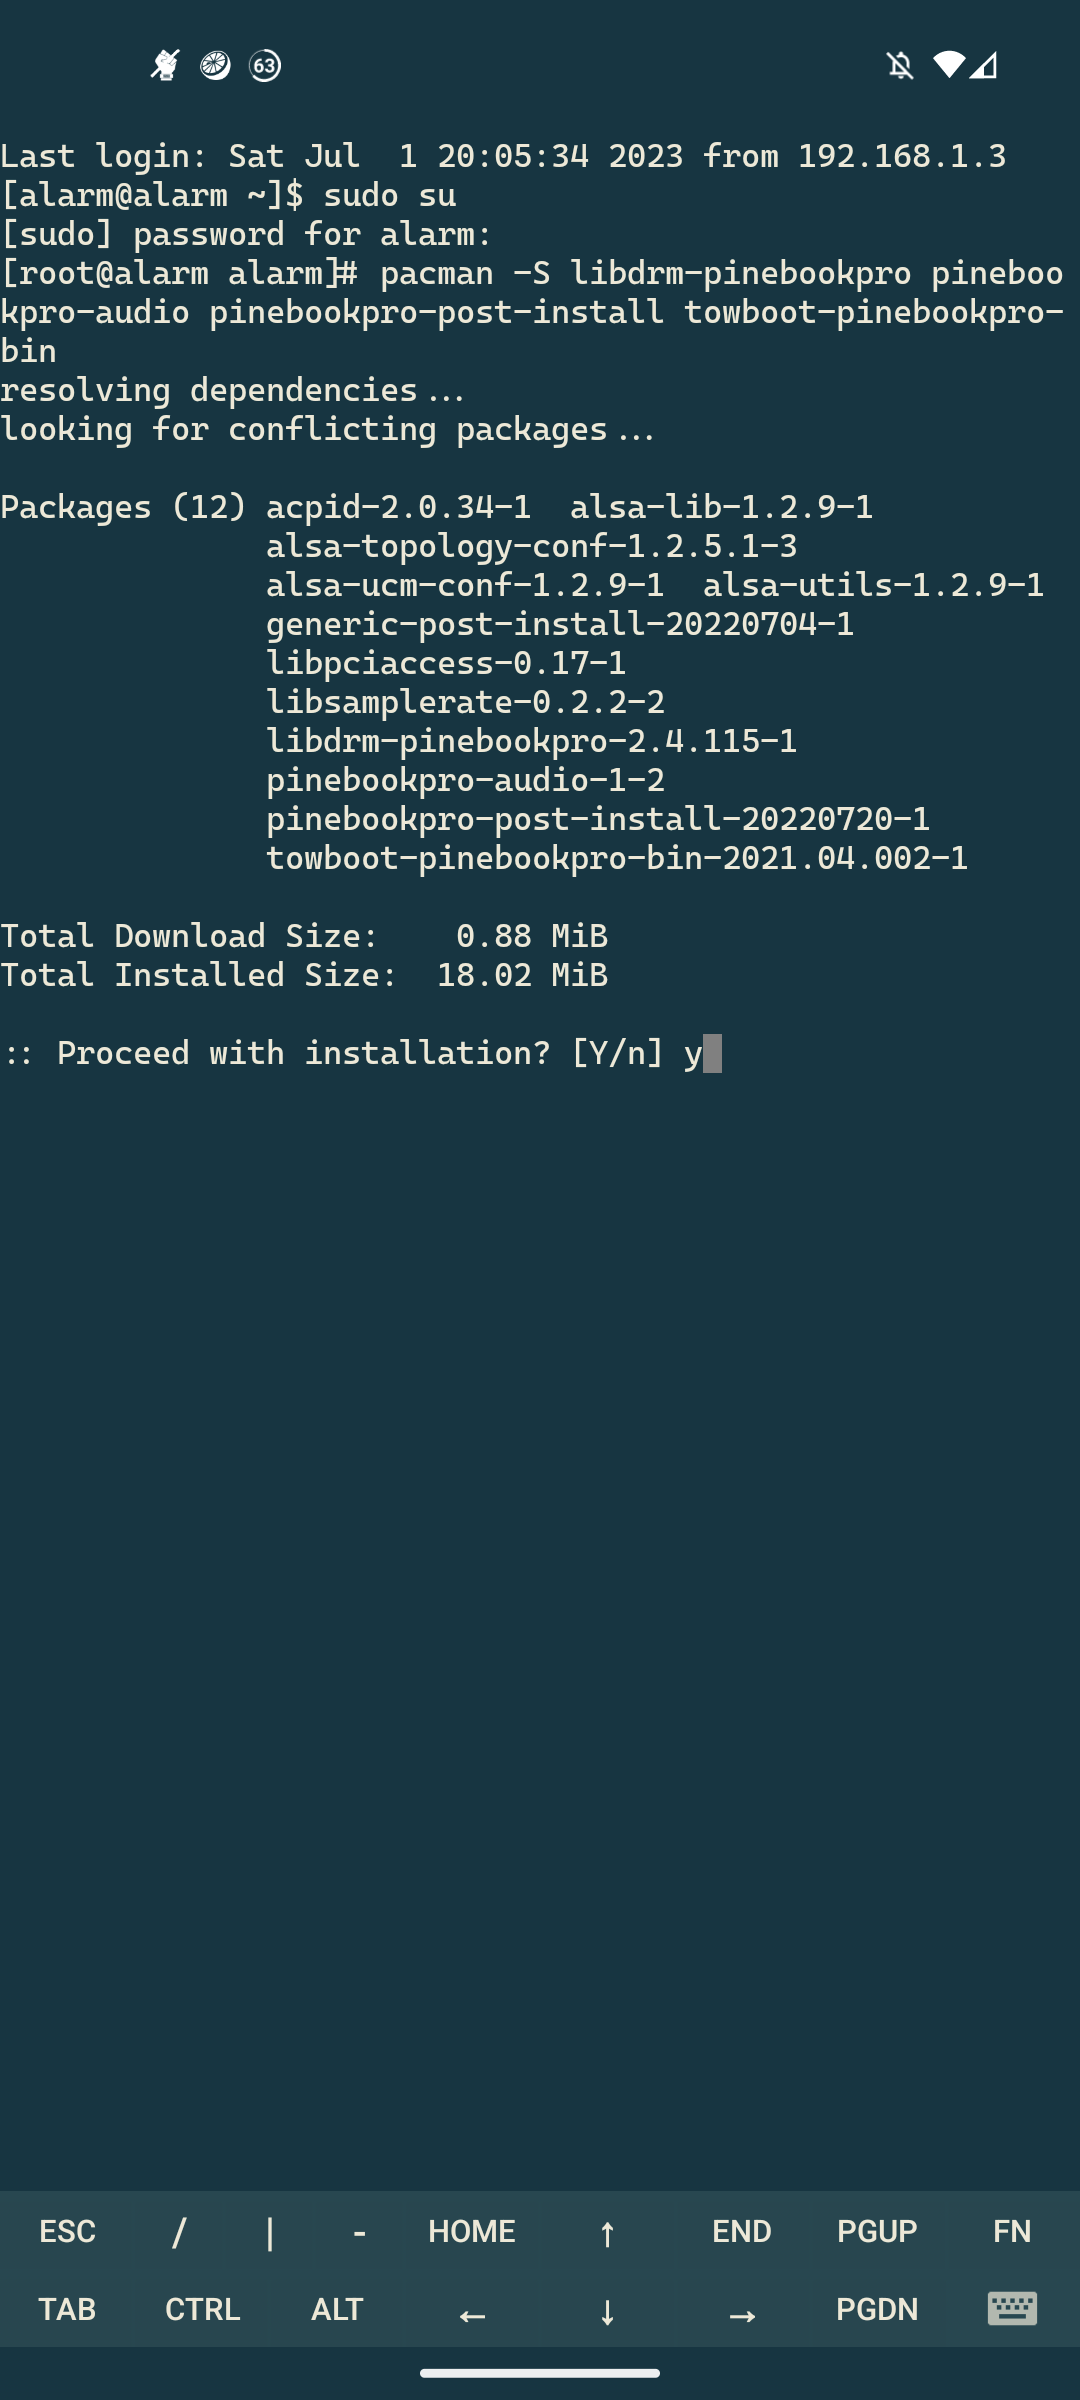 63
Last login: Sat Jul  1 20:05:34 2023 from 192.168.1.3
[alarm@alarm ~]$ sudo su
[sudo] password for alarm:
[root@alarm alarm]# pacman -S libdrm-pinebookpro pineboo
kpro-audio pinebookpro-post-install towboot-pinebookpro-
bin
resolving dependencies...
looking for conflicting packages...
Packages (12) acpid-2.0.34-1  alsa-lib-1.2.9-1
alsa-topology-conf-1.2.5.1-3
alsa-ucm-conf-1.2.9-1  alsa-utils-1.2.9-1
generic-post-install-20220704-1
libpciaccess-0.17-1
libsamplerate-0.2.2-2
libdrm-pinebookpro-2.4.115-1
pinebookpro-audio-1-2
pinebookpro-post-install-20220720-1
towboot-pinebookpro-bin-2021.04.002-1
Total Download Size:    0.88 MiB
Total Installed Size:  18.02 MiB
:: Proceed with installation? [Y/n] y
ESC / | - HOME ↑ END PGUP FN
TAB CTRL ALT ← ↓ → PGDN